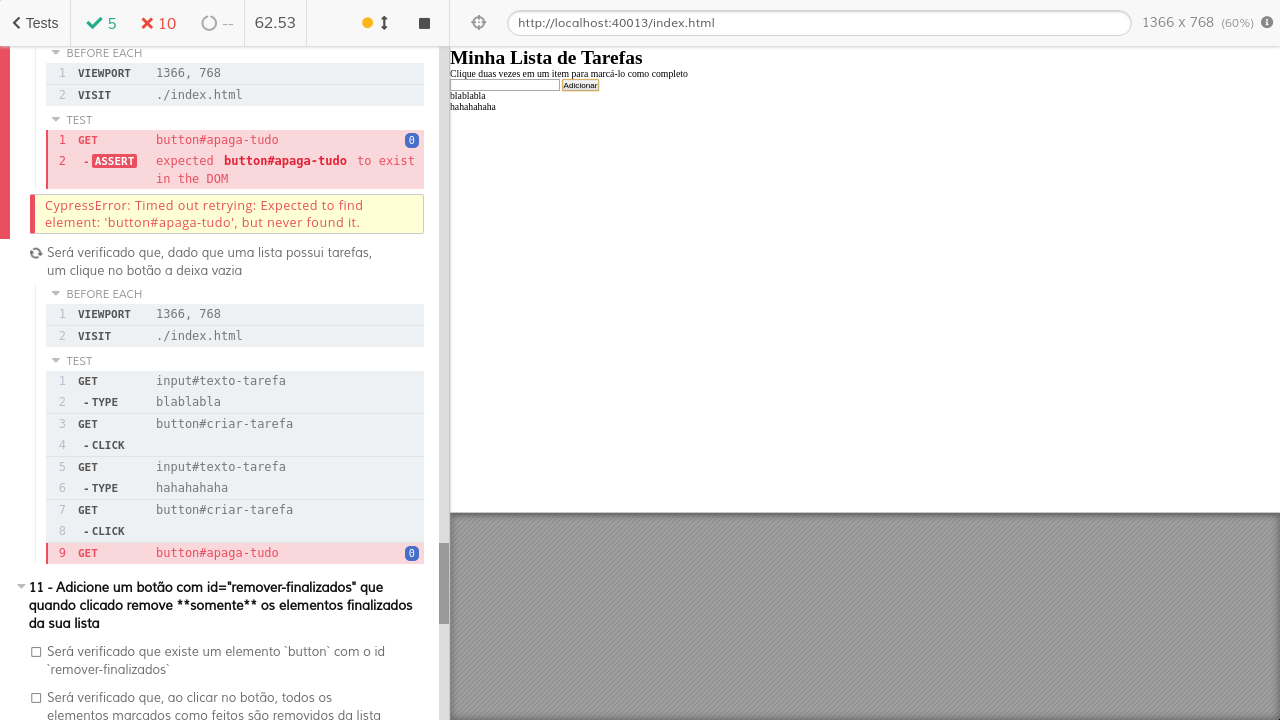 Tests
5
10
--
62.53
http://localhost:40013/index.html
1366 x 768 (60%)
BEFORE EACH
1 VIEWPORT 1366, 768
2 VISIT ./index.html
TEST
1 GET button#apaga-tudo 0
2 -ASSERT expected button#apaga-tudo to exist
in the DOM
CypressError: Timed out retrying: Expected to find
element: 'button#apaga-tudo', but never found it.
Será verificado que, dado que uma lista possui tarefas,
um clique no botão a deixa vazia
BEFORE EACH
1 VIEWPORT 1366, 768
2 VISIT ./index.html
TEST
1 GET input#texto-tarefa
2 -TYPE blablabla
3 GET button#criar-tarefa
4 -CLICK
5 GET input#texto-tarefa
6 -TYPE hahahahaha
7 GET button#criar-tarefa
8 -CLICK
9 GET button#apaga-tudo 0
11 - Adicione um botão com id="remover-finalizados" que
quando clicado remove **somente** os elementos finalizados
da sua lista
Será verificado que existe um elemento `button` com o id
`remover-finalizados`
Será verificado que, ao clicar no botão, todos os
elementos marcados como feitos são removidos da lista
Minha Lista de Tarefas
Clique duas vezes em um item para marcá-lo como completo
Adicionar
blablabla
hahahahaha